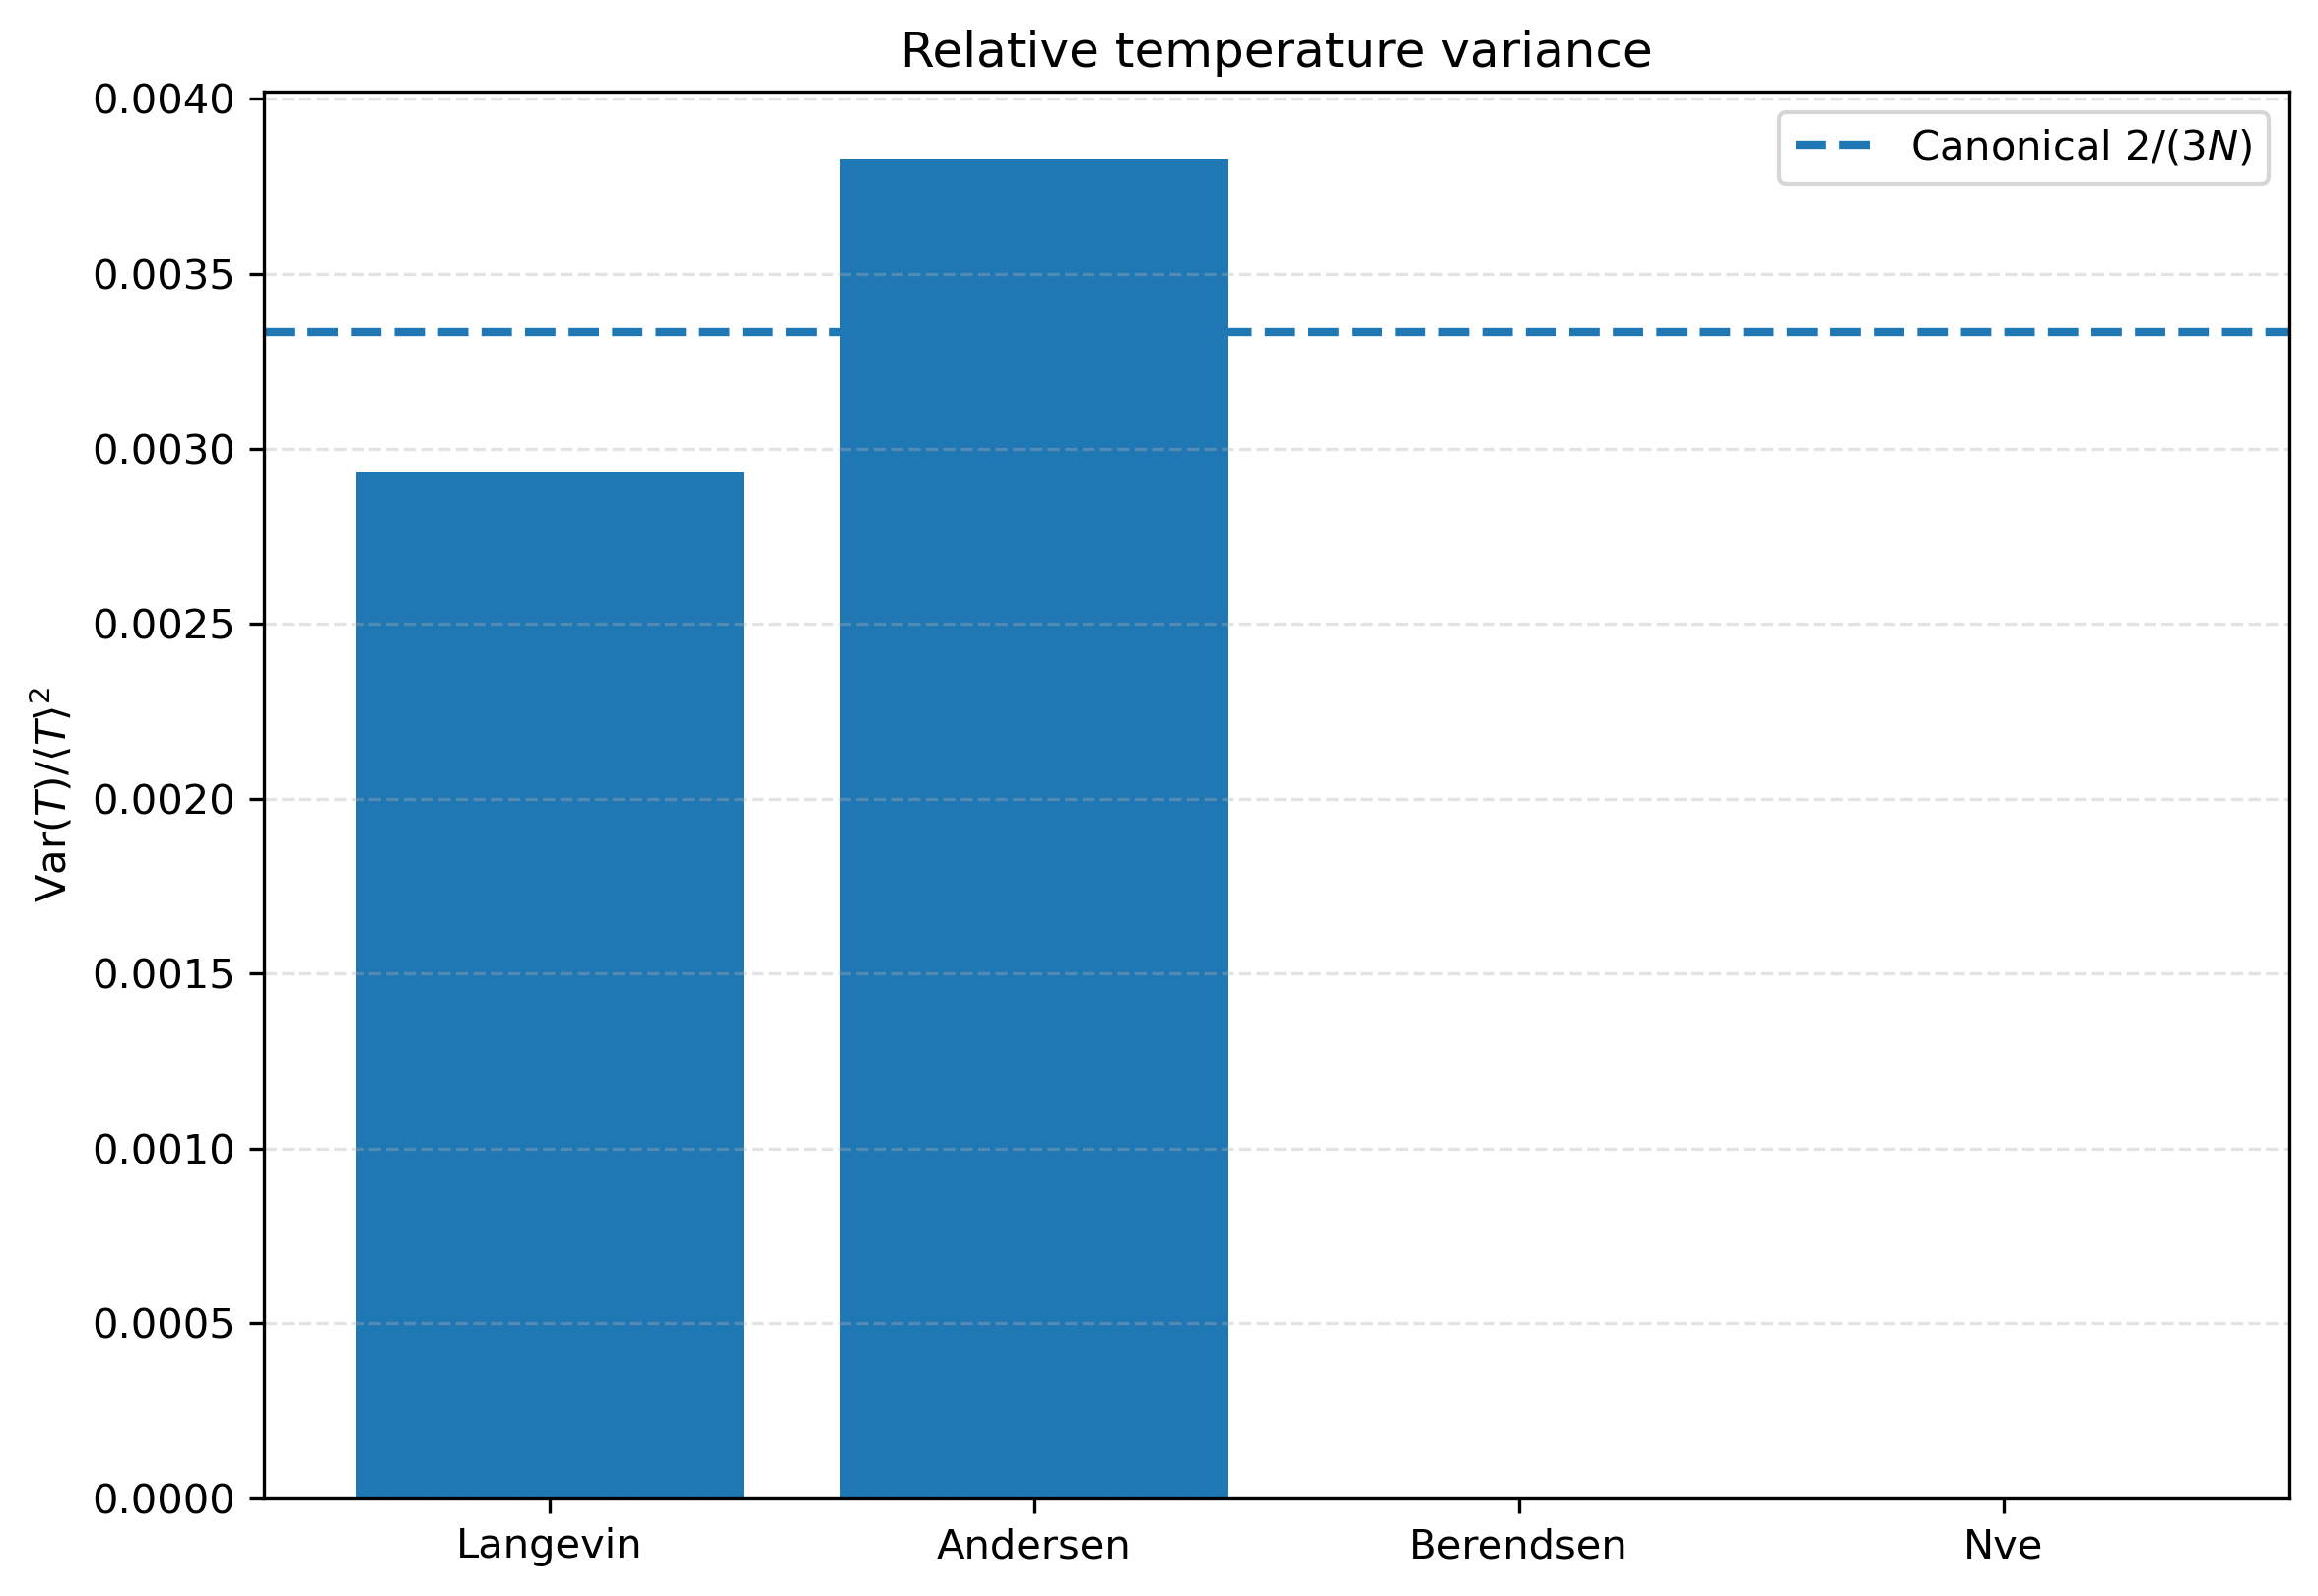 Relative temperature variance
Canonical 2/(3N)
Var(T)/⟨T⟩²
0.0040
0.0035
0.0030
0.0025
0.0020
0.0015
0.0010
0.0005
0.0000
Langevin
Andersen
Berendsen
Nve